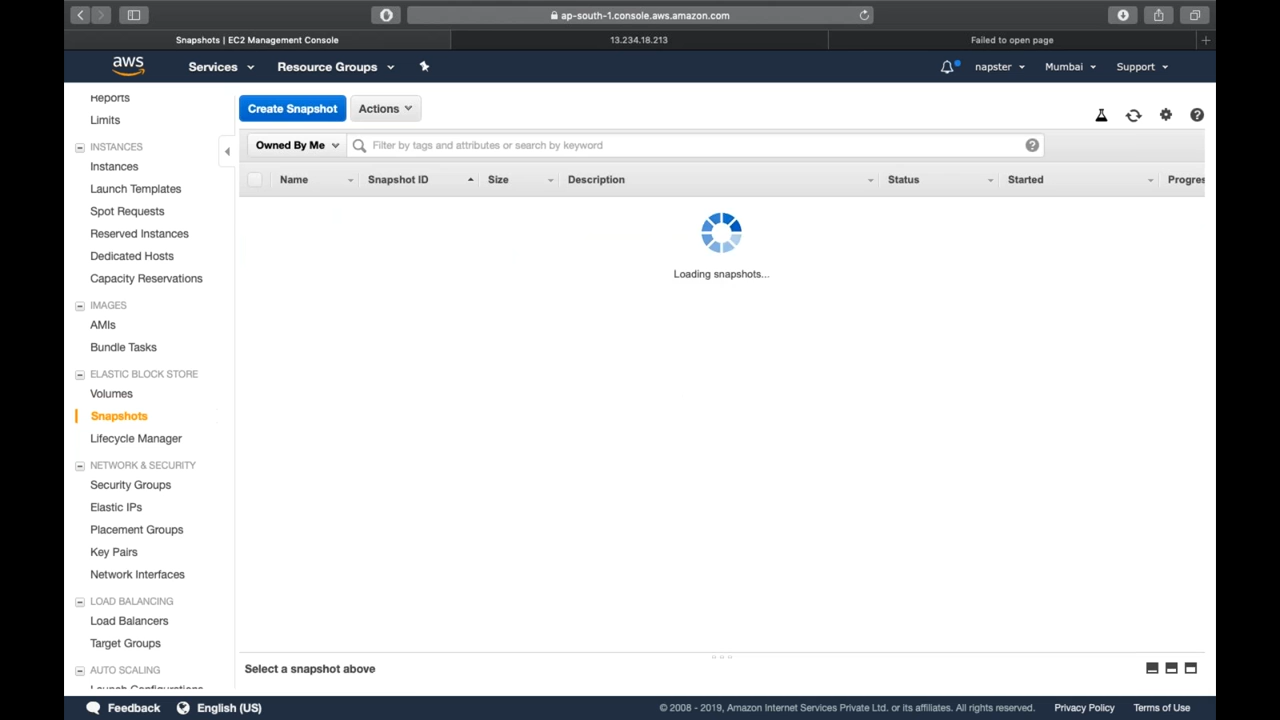 ap-south-1.console.aws.amazon.com
Snapshots | EC2 Management Console
13.234.18.213
Failed to open page
aws
Services
Resource Groups
napster
Mumbai
Support
Reports
Limits
INSTANCES
Instances
Launch Templates
Spot Requests
Reserved Instances
Dedicated Hosts
Capacity Reservations
IMAGES
AMIs
Bundle Tasks
ELASTIC BLOCK STORE
Volumes
Snapshots
Lifecycle Manager
NETWORK & SECURITY
Security Groups
Elastic IPs
Placement Groups
Key Pairs
Network Interfaces
LOAD BALANCING
Load Balancers
Target Groups
AUTO SCALING
Launch Configurations
Create Snapshot
Actions
Owned By Me
Filter by tags and attributes or search by keyword
Name
Snapshot ID
Size
Description
Status
Started
Progres
Loading snapshots...
Select a snapshot above
Feedback
English (US)
© 2008 - 2019, Amazon Internet Services Private Ltd. or its affiliates. All rights reserved.
Privacy Policy
Terms of Use